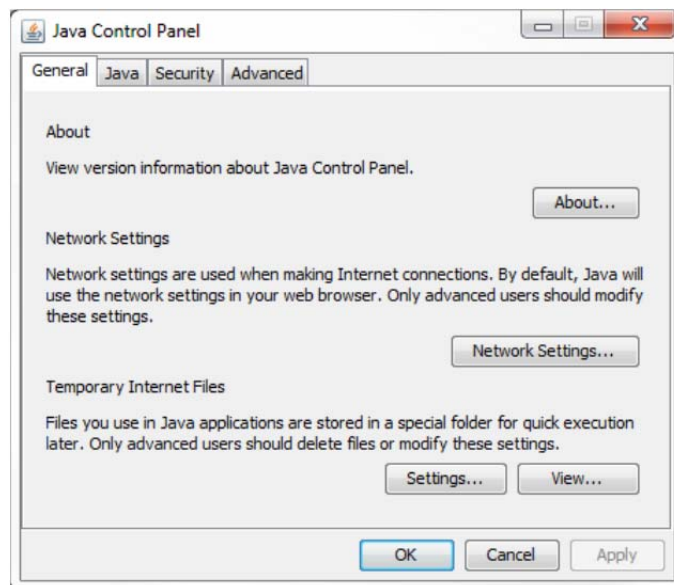 Java Control Panel
General Java Security Advanced
About
View version information about Java Control Panel.
About...
Network Settings
Network settings are used when making Internet connections. By default, Java will
use the network settings in your web browser. Only advanced users should modify
these settings.
Network Settings...
Temporary Internet Files
Files you use in Java applications are stored in a special folder for quick execution
later. Only advanced users should delete files or modify these settings.
Settings... View...
OK Cancel Apply